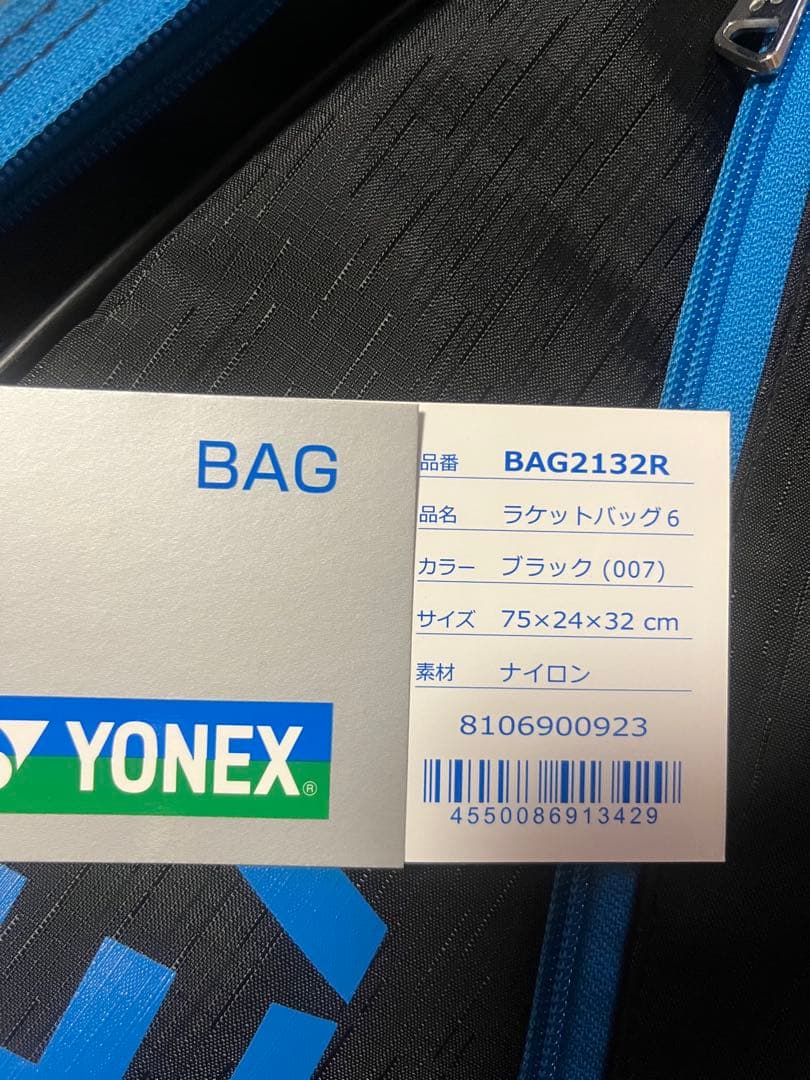 BAG
YONEX®
品番 BAG2132R
品名 ラケットバッグ6
カラー ブラック (007)
サイズ 75×24×32 cm
素材 ナイロン
8106900923
4550086913429